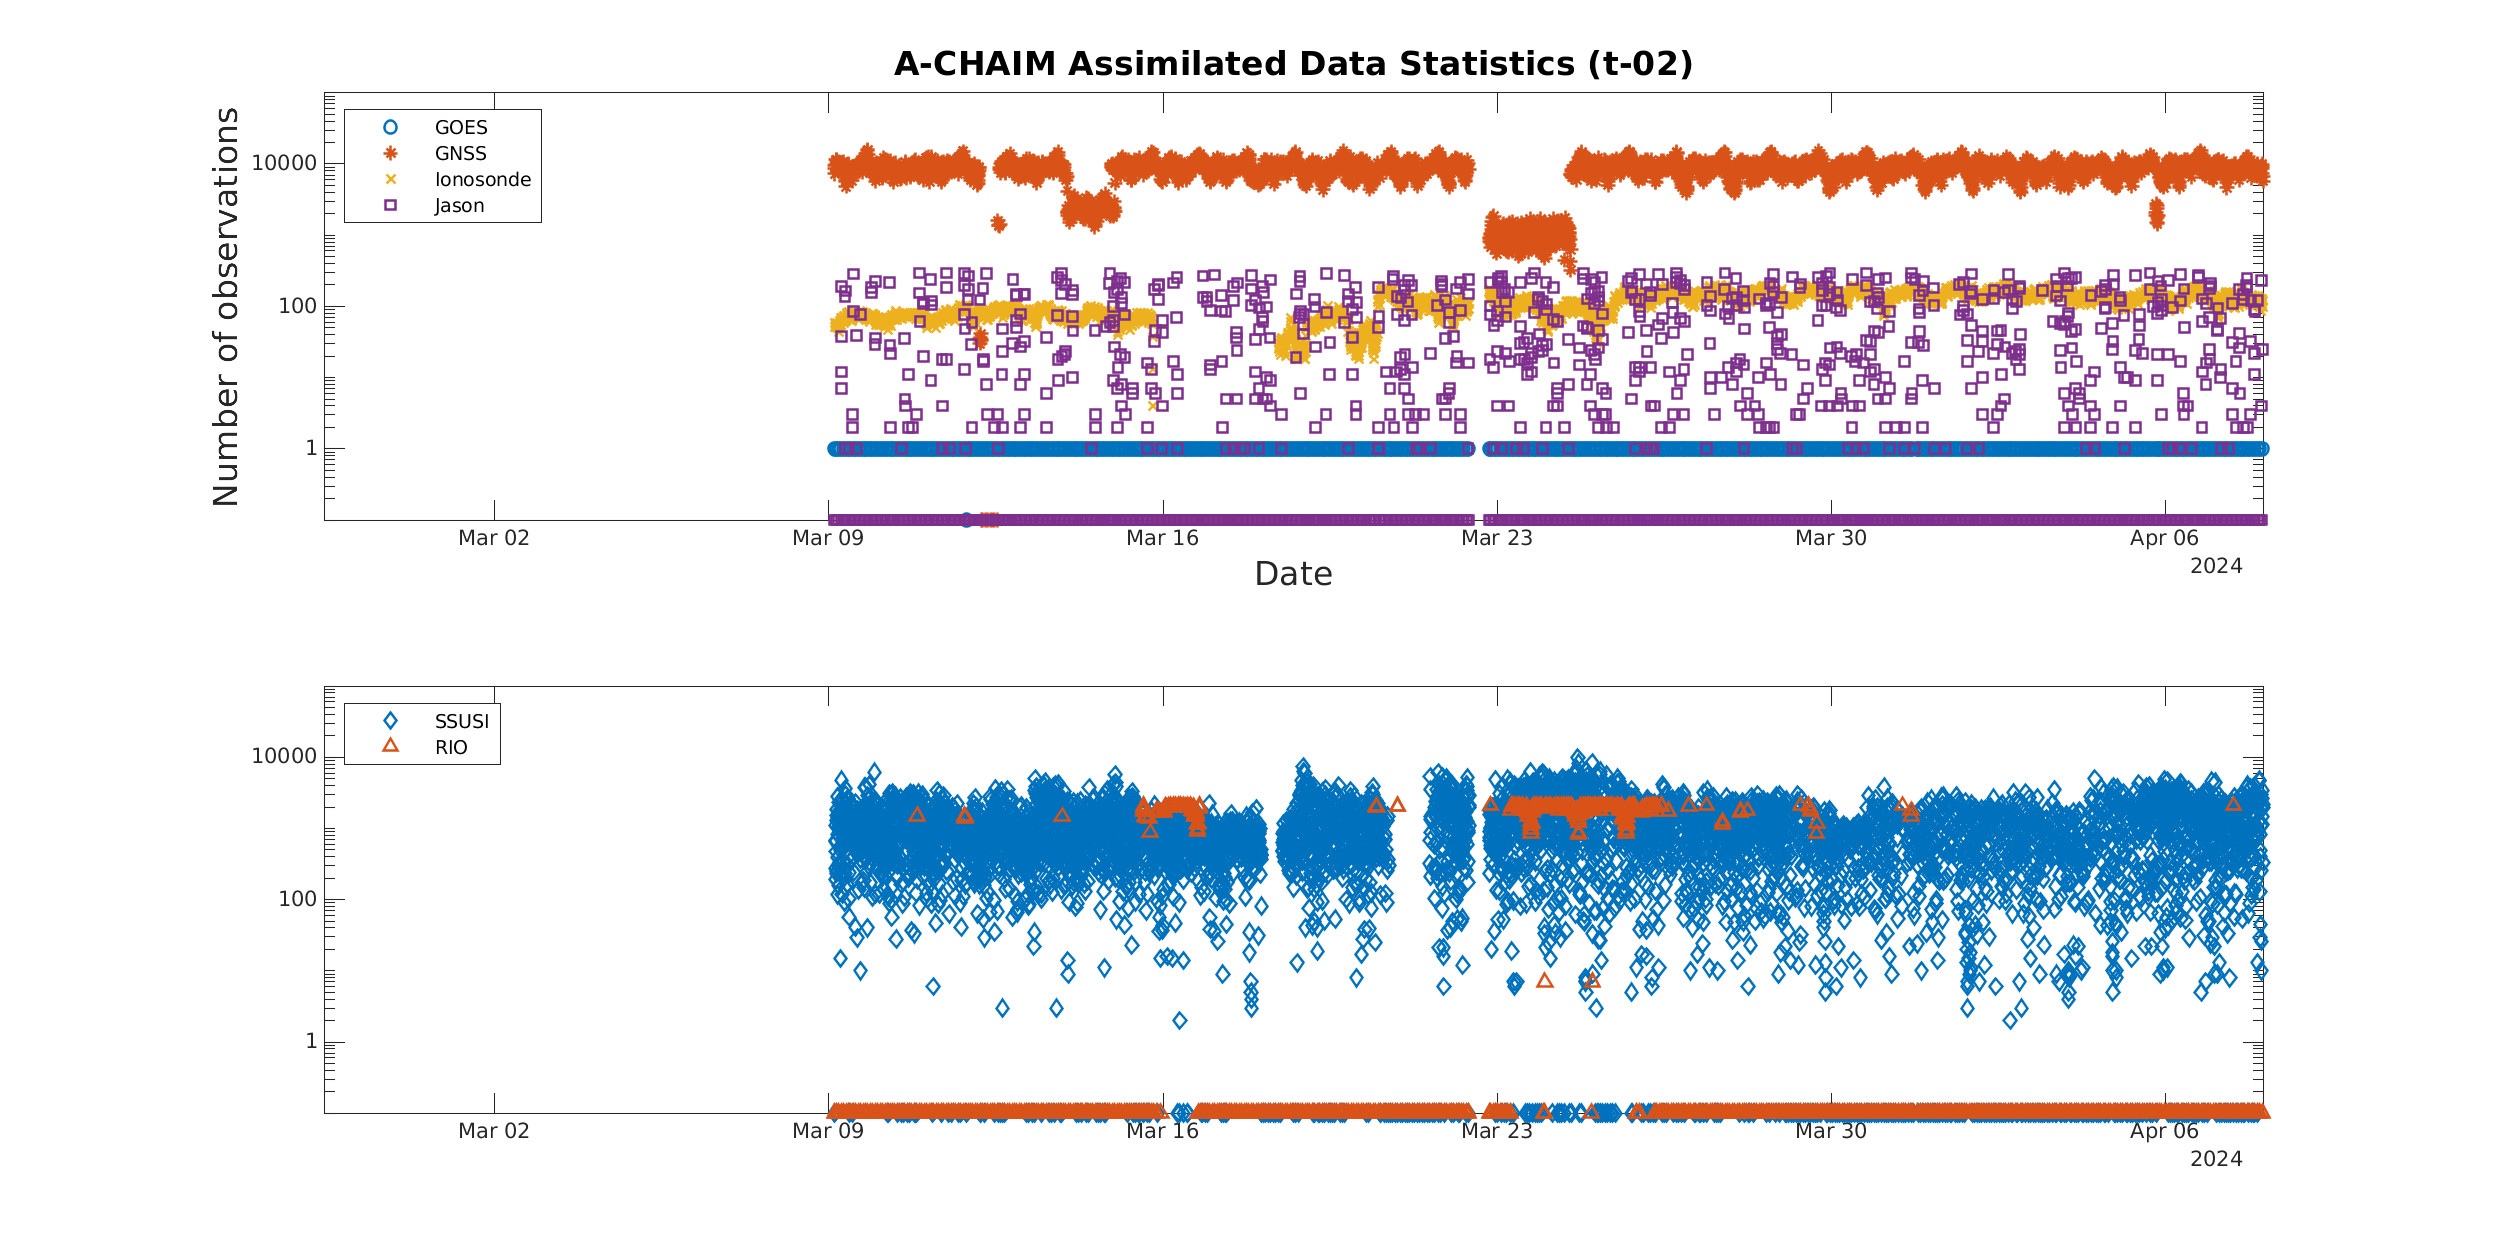 A-CHAIM Assimilated Data Statistics (t-02)
Number of observations
10000
100
1
GOES
GNSS
Ionosonde
Jason
Mar 02
Mar 09
Mar 16
Mar 23
Mar 30
Apr 06
2024
Date
10000
100
1
SSUSI
RIO
Mar 02
Mar 09
Mar 16
Mar 23
Mar 30
Apr 06
2024